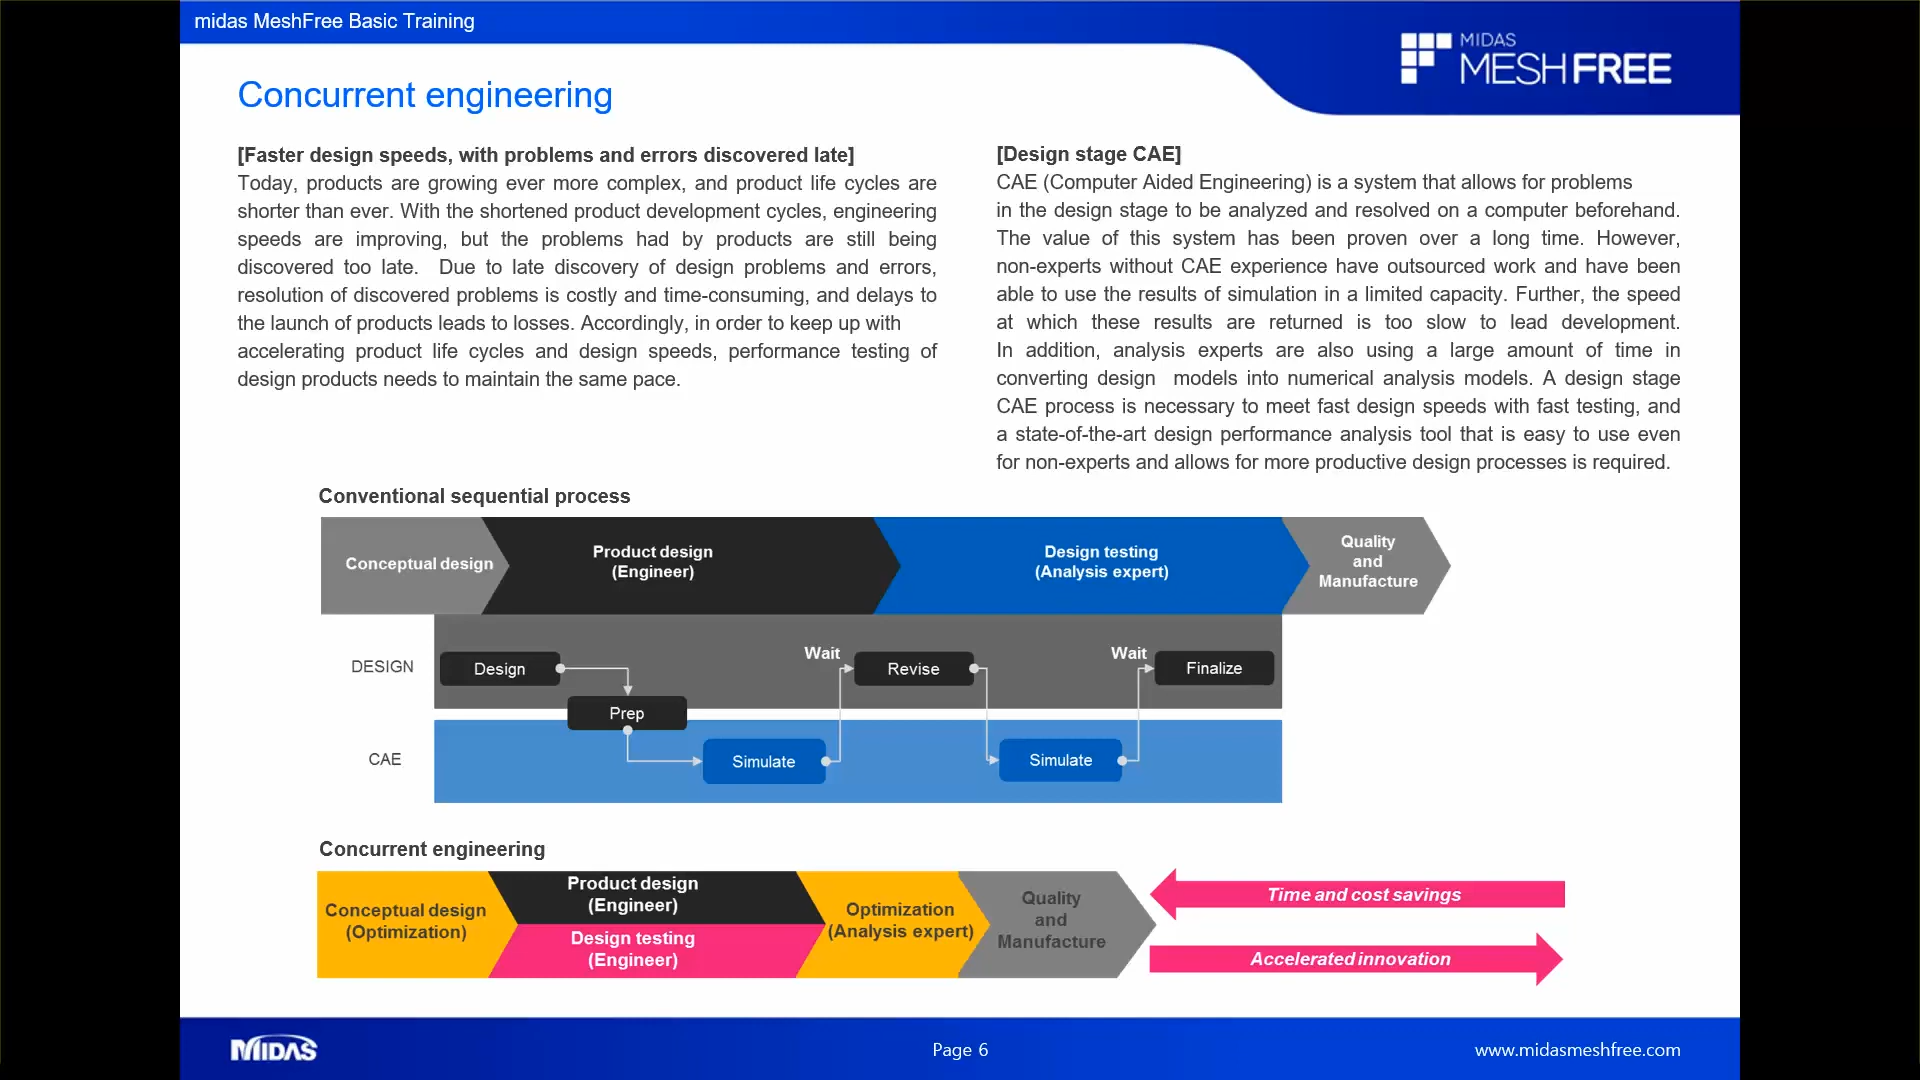 midas MeshFree Basic Training
MIDAS
MESHFREE
Concurrent engineering
[Faster design speeds, with problems and errors discovered late]
Today, products are growing ever more complex, and product life cycles are
shorter than ever. With the shortened product development cycles, engineering
speeds are improving, but the problems had by products are still being
discovered too late. Due to late discovery of design problems and errors,
resolution of discovered problems is costly and time-consuming, and delays to
the launch of products leads to losses. Accordingly, in order to keep up with
accelerating product life cycles and design speeds, performance testing of
design products needs to maintain the same pace.
[Design stage CAE]
CAE (Computer Aided Engineering) is a system that allows for problems
in the design stage to be analyzed and resolved on a computer beforehand.
The value of this system has been proven over a long time. However,
non-experts without CAE experience have outsourced work and have been
able to use the results of simulation in a limited capacity. Further, the speed
at which these results are returned is too slow to lead development.
In addition, analysis experts are also using a large amount of time in
converting design models into numerical analysis models. A design stage
CAE process is necessary to meet fast design speeds with fast testing, and
a state-of-the-art design performance analysis tool that is easy to use even
for non-experts and allows for more productive design processes is required.
Conventional sequential process
Conceptual design
Product design
(Engineer)
Design testing
(Analysis expert)
Quality
and
Manufacture
DESIGN
Design
Prep
Wait
Revise
Wait
Finalize
CAE
Simulate
Simulate
Concurrent engineering
Conceptual design
(Optimization)
Product design
(Engineer)
Design testing
(Engineer)
Optimization
(Analysis expert)
Quality
and
Manufacture
Time and cost savings
Accelerated innovation
MIDAS
Page 6
www.midasmeshfree.com